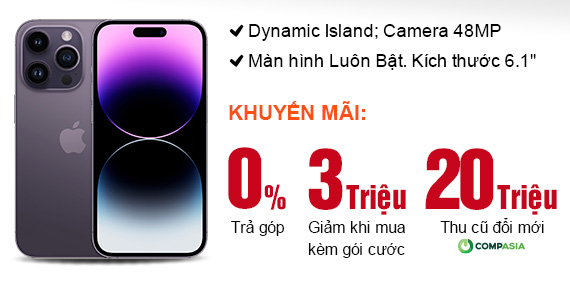 Dynamic Island; Camera 48MP
Màn hình Luôn Bật. Kích thước 6.1"
KHUYẾN MÃI:
0%
Trả góp
3 Triệu
Giảm khi mua
kèm gói cước
20 Triệu
Thu cũ đổi mới
COMPASIA